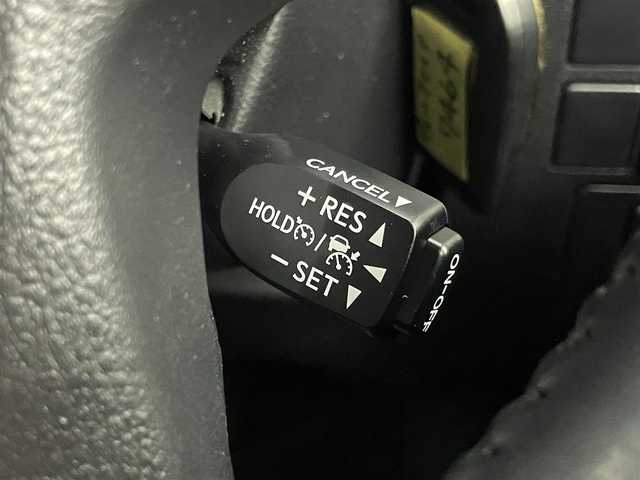 CANCEL▼
+ RES ▲
HOLD /
− SET ▼
ON-OFF